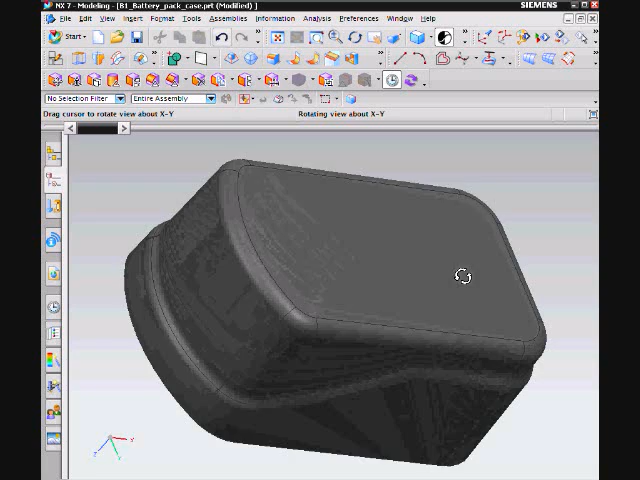 NX 7 - Modeling - [B1_Battery_pack_case.prt (Modified) ]
SIEMENS
File Edit View Insert Format Tools Assemblies Information Analysis Preferences Window Help
Start
No Selection Filter Entire Assembly
Drag cursor to rotate view about X-Y Rotating view about X-Y